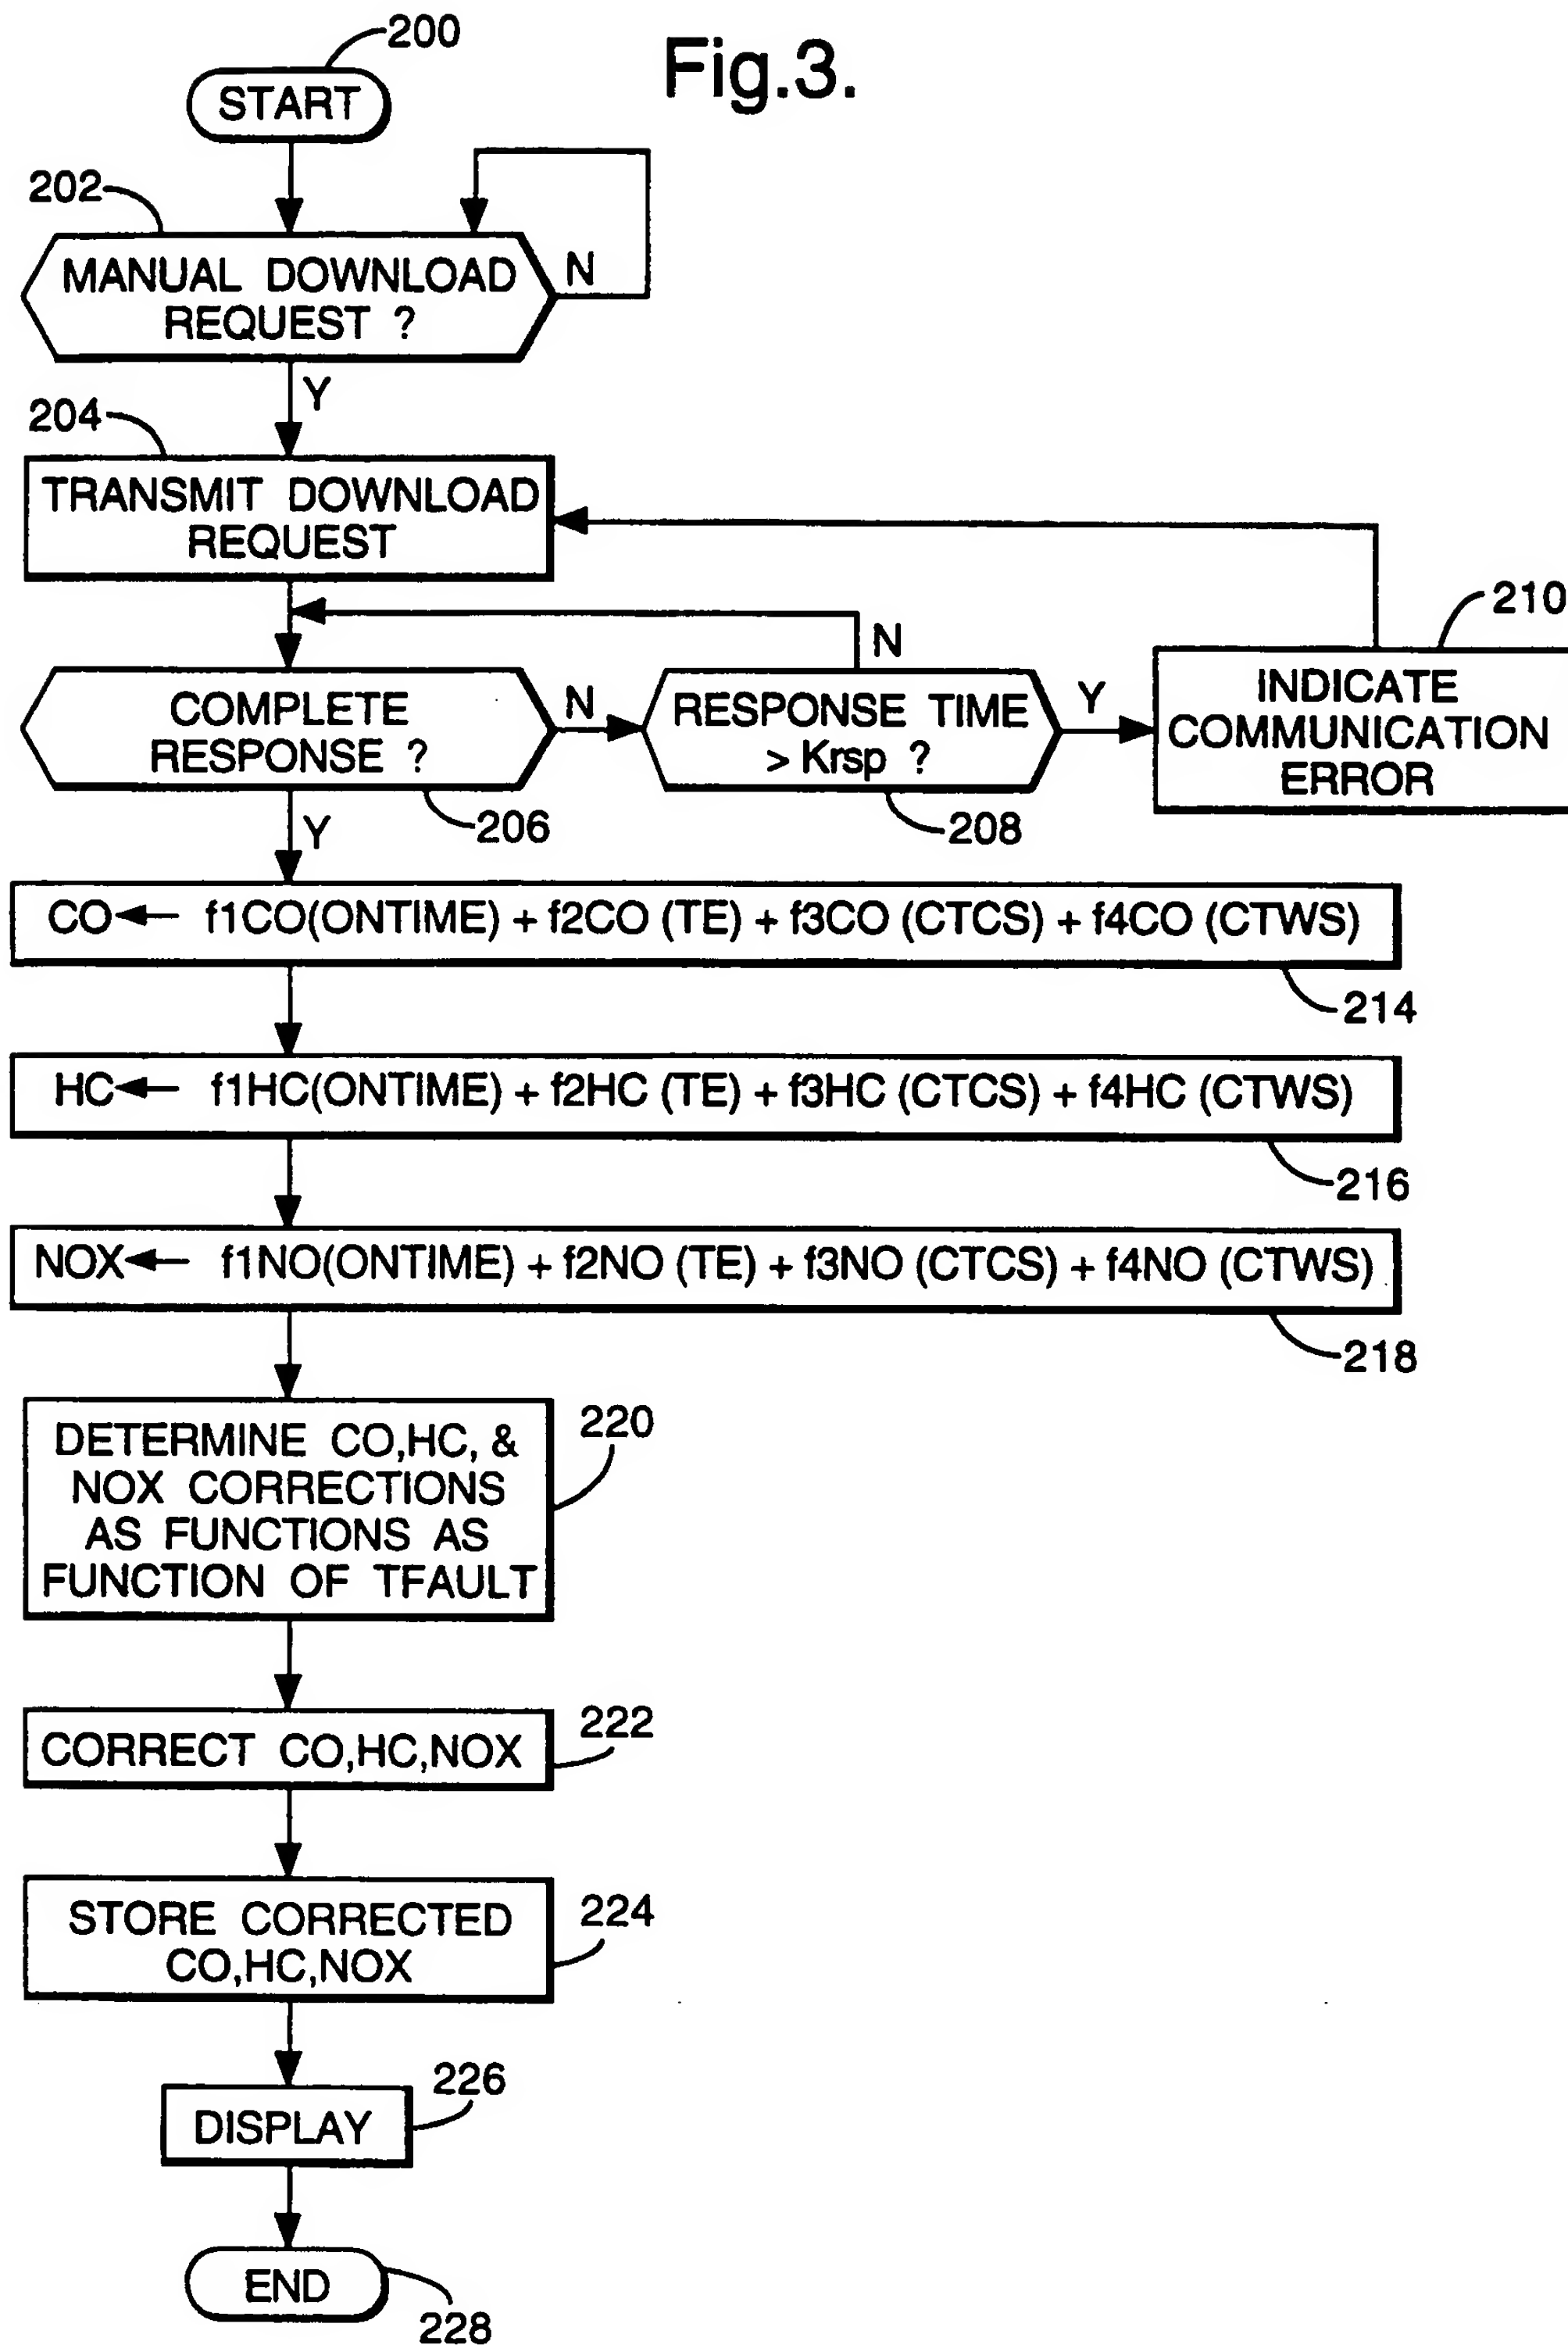 200
Fig.3.
START
202
MANUAL DOWNLOAD
REQUEST ?
N
Y
204
TRANSMIT DOWNLOAD
REQUEST
210
N
COMPLETE
RESPONSE ?
N
RESPONSE TIME
> Krsp ?
Y
INDICATE
COMMUNICATION
ERROR
206
208
Y
CO← f1CO(ONTIME) + f2CO (TE) + f3CO (CTCS) + f4CO (CTWS)
214
HC← f1HC(ONTIME) + f2HC (TE) + f3HC (CTCS) + f4HC (CTWS)
216
NOX← f1NO(ONTIME) + f2NO (TE) + f3NO (CTCS) + f4NO (CTWS)
218
DETERMINE CO,HC, &
NOX CORRECTIONS
AS FUNCTIONS AS
FUNCTION OF TFAULT
220
CORRECT CO,HC,NOX
222
STORE CORRECTED
CO,HC,NOX
224
DISPLAY
226
END
228